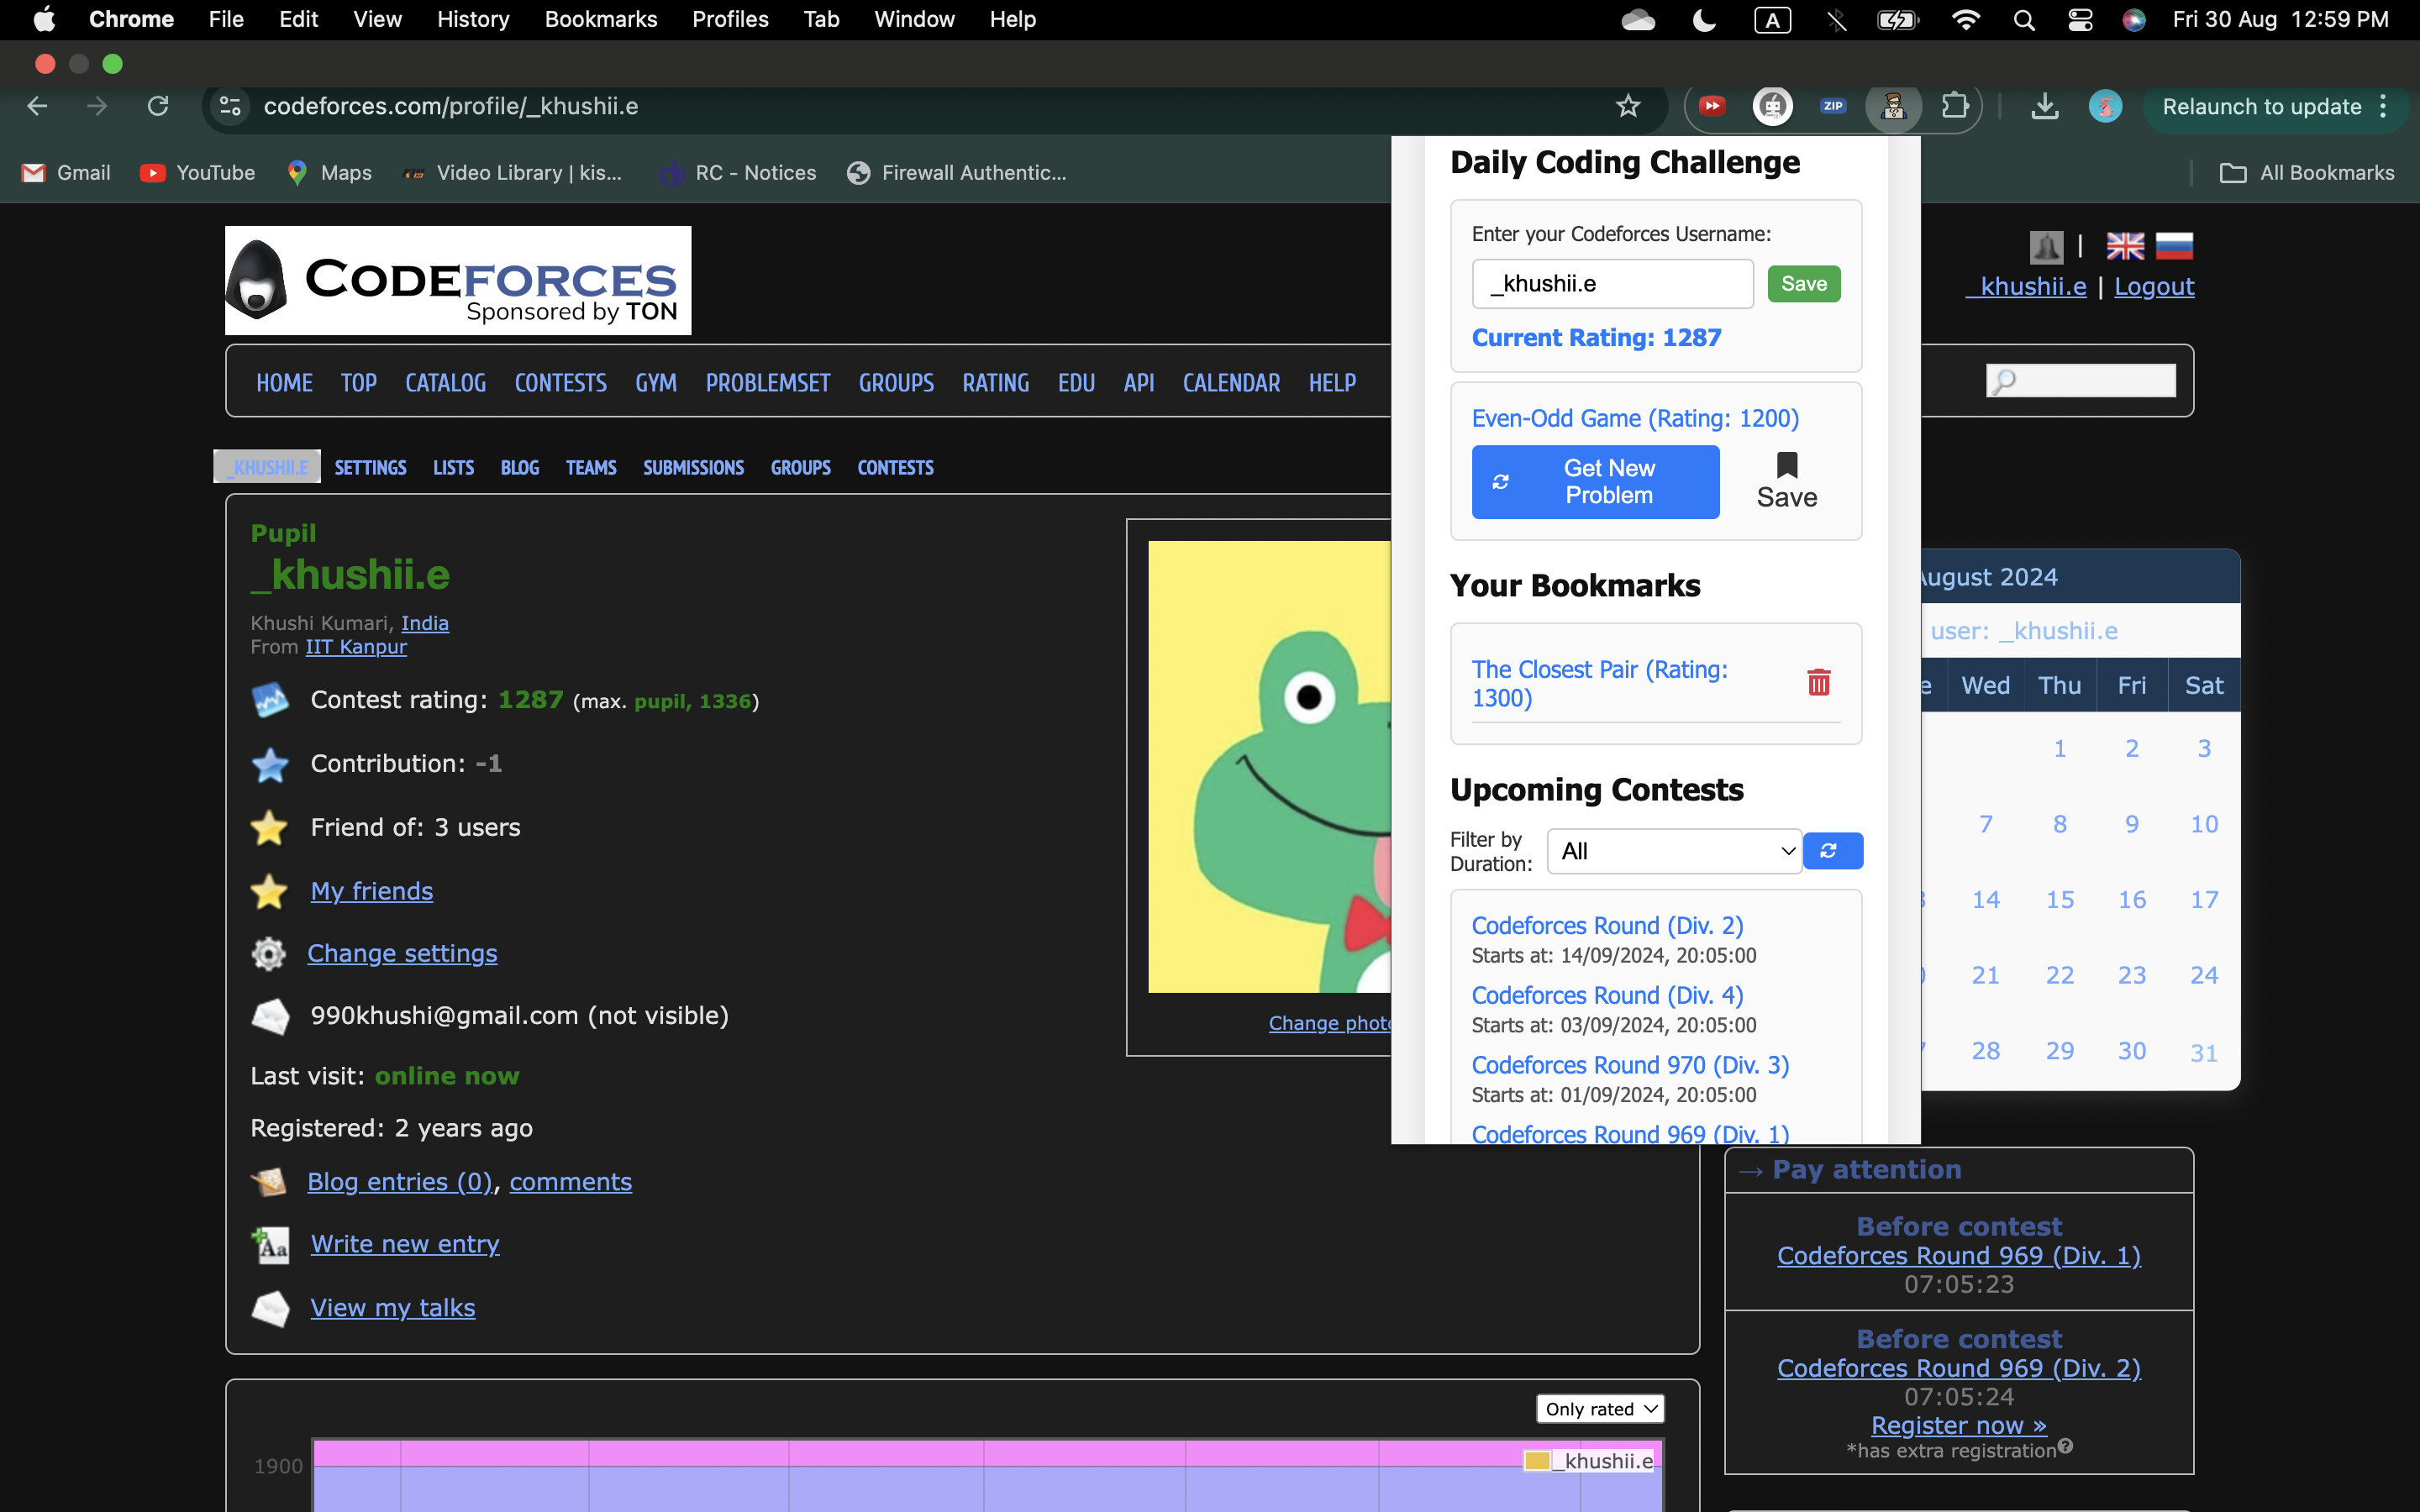 Chrome File Edit View History Bookmarks Profiles Tab Window Help A Fri 30 Aug 12:59 PM
codeforces.com/profile/_khushii.e ZIP Relaunch to update
Gmail YouTube Maps Video Library | kis... RC - Notices Firewall Authentic... All Bookmarks
CODEFORCES
Sponsored by TON
|
_khushii.e | Logout
HOME TOP CATALOG CONTESTS GYM PROBLEMSET GROUPS RATING EDU API CALENDAR HELP
_KHUSHII.E SETTINGS LISTS BLOG TEAMS SUBMISSIONS GROUPS CONTESTS
Pupil
_khushii.e
Khushi Kumari, India
From IIT Kanpur
Contest rating: 1287 (max. pupil, 1336)
Contribution: -1
Friend of: 3 users
My friends
Change settings
990khushi@gmail.com (not visible)
Last visit: online now
Registered: 2 years ago
Blog entries (0), comments
Aa Write new entry
View my talks
Change photo
Only rated
1900
_khushii.e
Daily Coding Challenge
Enter your Codeforces Username:
_khushii.e Save
Current Rating: 1287
Even-Odd Game (Rating: 1200)
Get New
Problem
Save
Your Bookmarks
The Closest Pair (Rating:
1300)
Upcoming Contests
Filter by
Duration:
All
Codeforces Round (Div. 2)
Starts at: 14/09/2024, 20:05:00
Codeforces Round (Div. 4)
Starts at: 03/09/2024, 20:05:00
Codeforces Round 970 (Div. 3)
Starts at: 01/09/2024, 20:05:00
Codeforces Round 969 (Div. 1)
August 2024
user: _khushii.e
Wed Thu Fri Sat
1 2 3
7 8 9 10
14 15 16 17
21 22 23 24
28 29 30 31
→ Pay attention
Before contest
Codeforces Round 969 (Div. 1)
07:05:23
Before contest
Codeforces Round 969 (Div. 2)
07:05:24
Register now »
*has extra registration